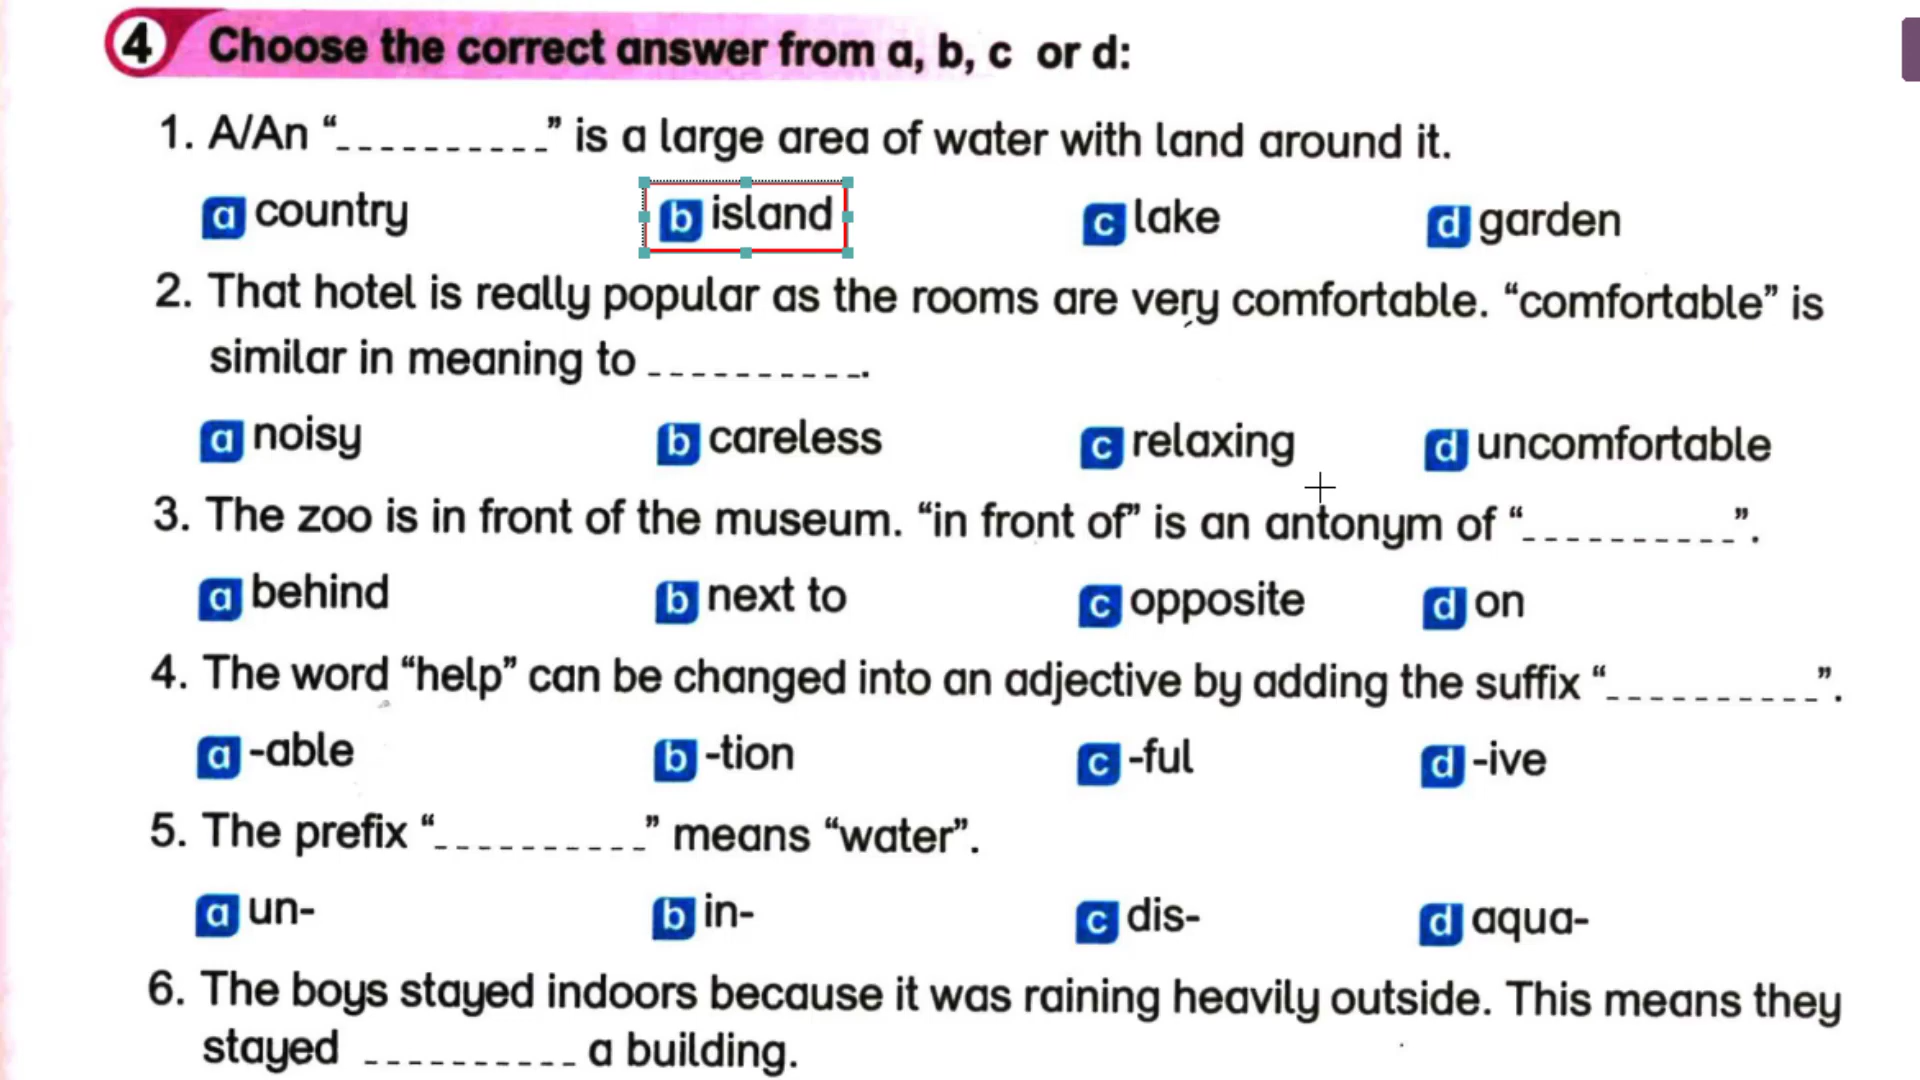 4 Choose the correct answer from a, b, c or d:
1. A/An “__________” is a large area of water with land around it.
a country b island c lake d garden
2. That hotel is really popular as the rooms are very comfortable. “comfortable” is
similar in meaning to __________.
a noisy b careless c relaxing d uncomfortable
3. The zoo is in front of the museum. “in front of” is an antonym of “__________”.
a behind b next to c opposite d on
4. The word “help” can be changed into an adjective by adding the suffix “__________”.
a -able b -tion c -ful d -ive
5. The prefix “__________” means “water”.
a un- b in- c dis- d aqua-
6. The boys stayed indoors because it was raining heavily outside. This means they
stayed __________ a building.